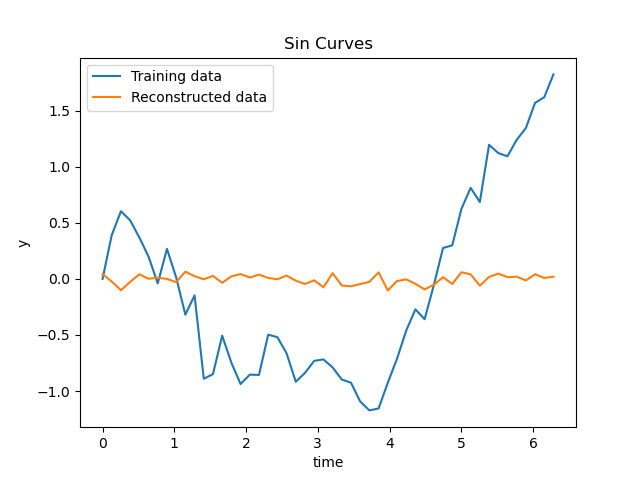 Sin Curves
Training data
Reconstructed data
1.5
1.0
0.5
0.0
−0.5
−1.0
y
0 1 2 3 4 5 6
time